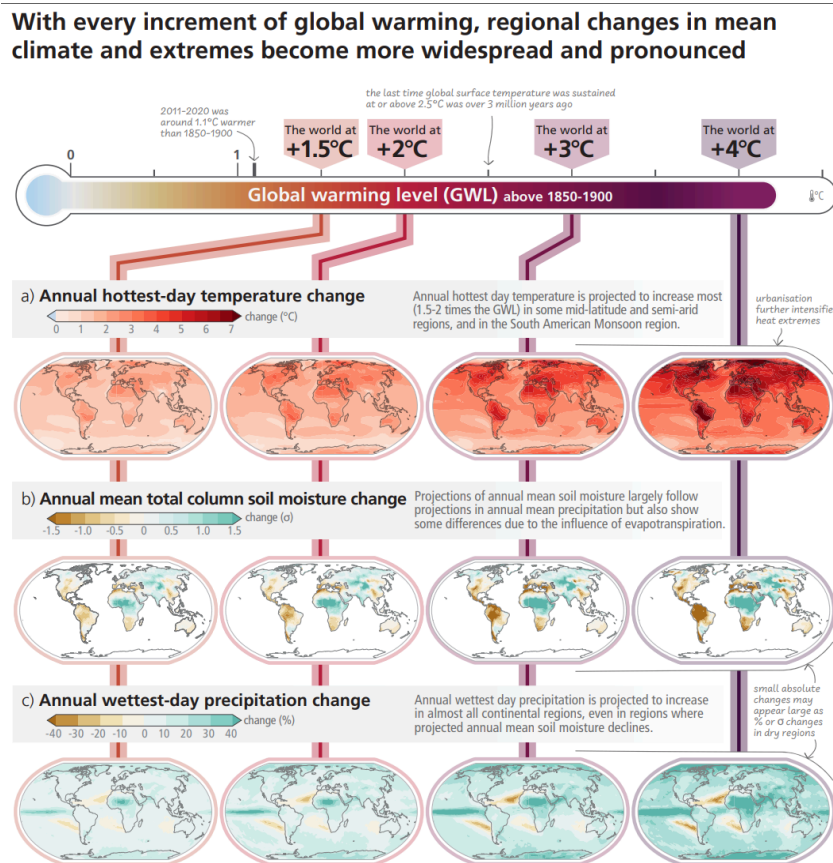 With every increment of global warming, regional changes in mean
climate and extremes become more widespread and pronounced
the last time global surface temperature was sustained
at or above 2.5°C was over 3 million years ago
2011-2020 was
around 1.1°C warmer
than 1850-1900
The world at
+1.5°C
The world at
+2°C
The world at
+3°C
The world at
+4°C
0
1
Global warming level (GWL) above 1850-1900
°C
a) Annual hottest-day temperature change
change (°C)
0 1 2 3 4 5 6 7
Annual hottest day temperature is projected to increase most
(1.5-2 times the GWL) in some mid-latitude and semi-arid
regions, and in the South American Monsoon region.
urbanisation
further intensifie
heat extremes
b) Annual mean total column soil moisture change
change (σ)
-1.5 -1.0 -0.5 0 0.5 1.0 1.5
Projections of annual mean soil moisture largely follow
projections in annual mean precipitation but also show
some differences due to the influence of evapotranspiration.
c) Annual wettest-day precipitation change
change (%)
-40 -30 -20 -10 0 10 20 30 40
Annual wettest day precipitation is projected to increase
in almost all continental regions, even in regions where
projected annual mean soil moisture declines.
small absolute
changes may
appear large as
% or σ changes
in dry regions